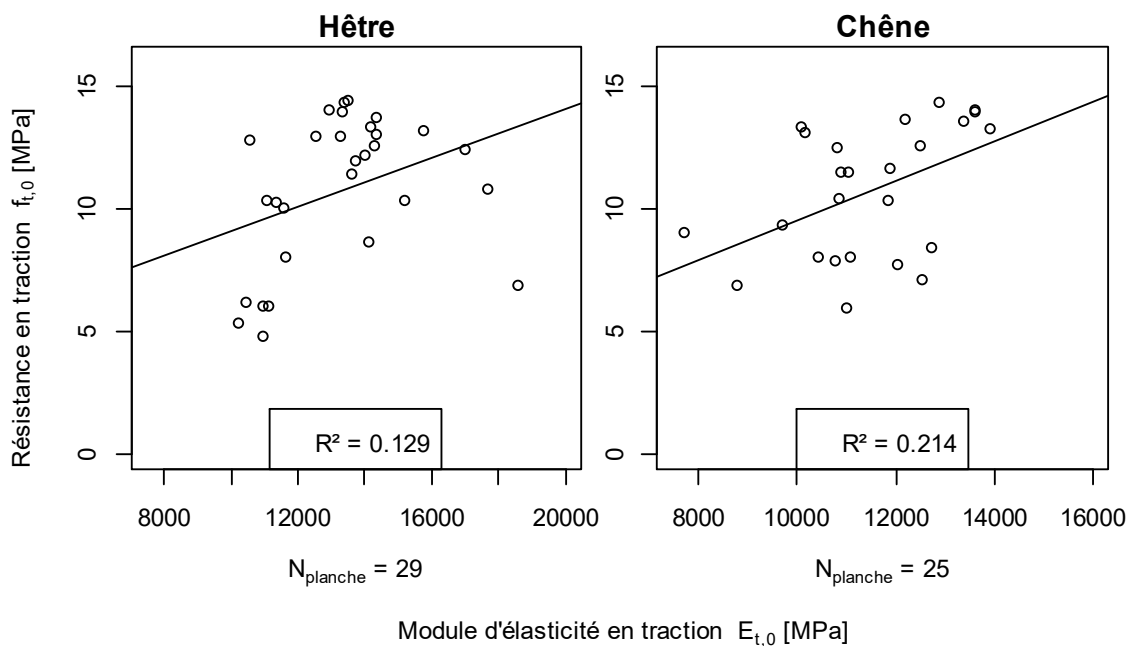 Hêtre
Chêne
Résistance en traction f_t,0 [MPa]
15
10
5
0
15
10
5
0
R² = 0.129
R² = 0.214
8000 12000 16000 20000
8000 10000 12000 14000 16000
N_planche = 29
N_planche = 25
Module d'élasticité en traction E_t,0 [MPa]